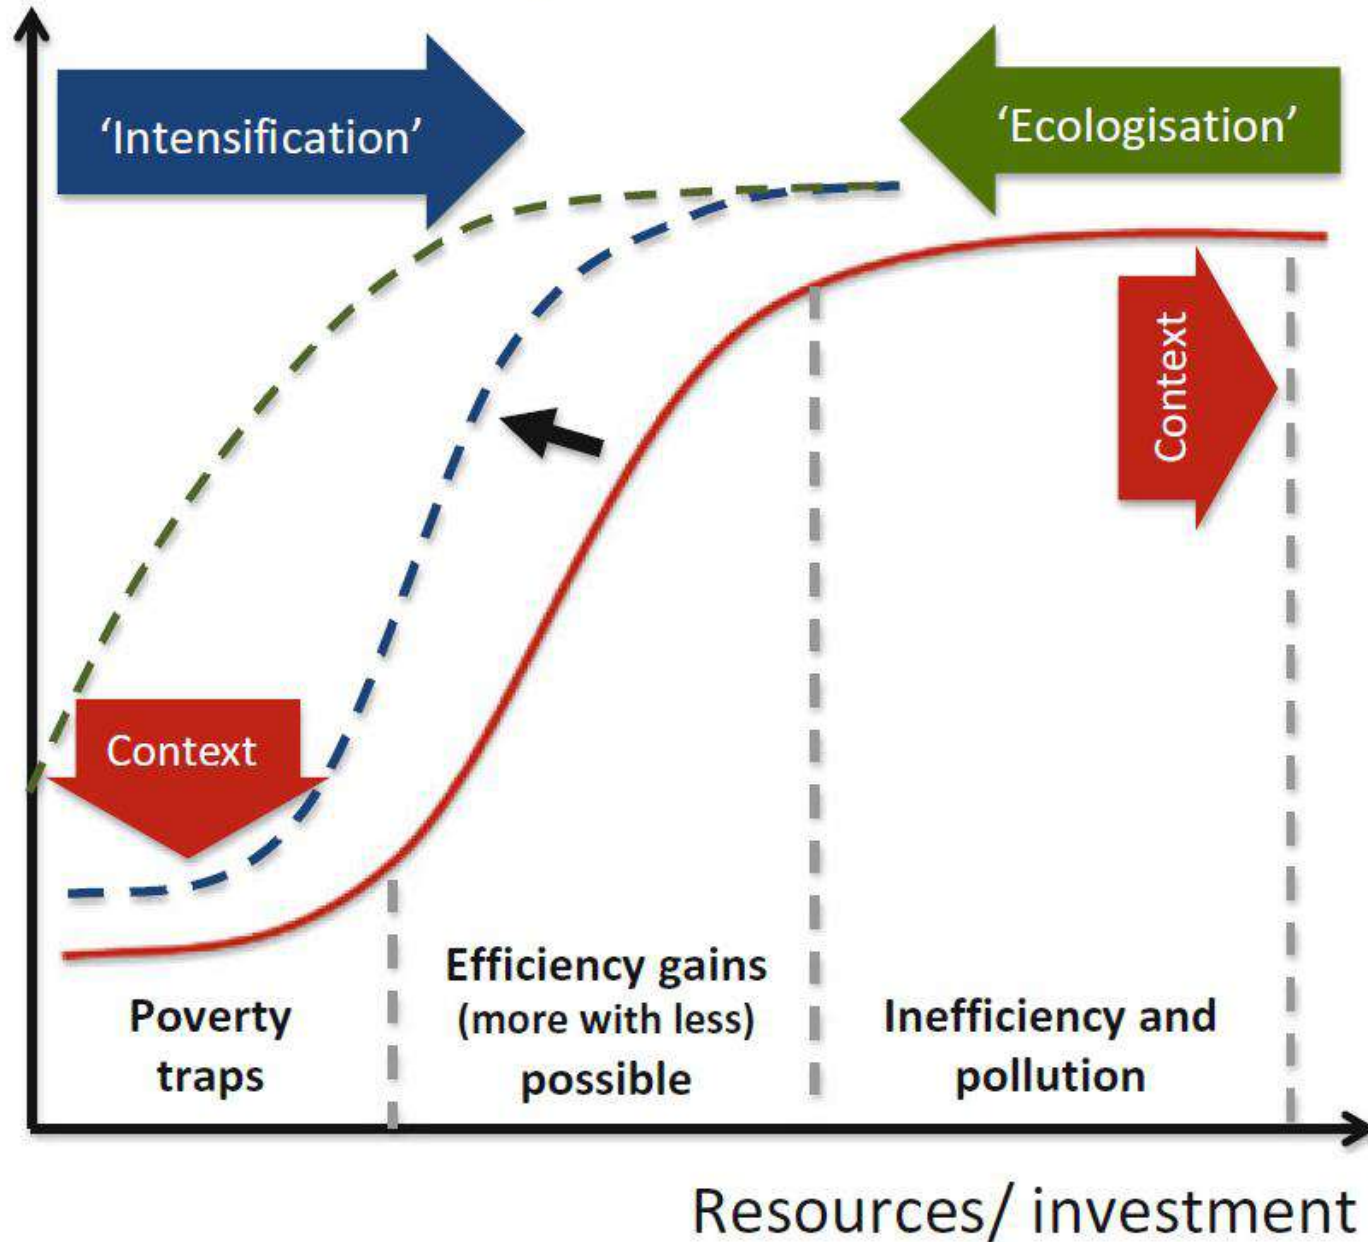 ‘Intensification’
‘Ecologisation’
Context
Context
Poverty
traps
Efficiency gains
(more with less)
possible
Inefficiency and
pollution
Resources/ investment